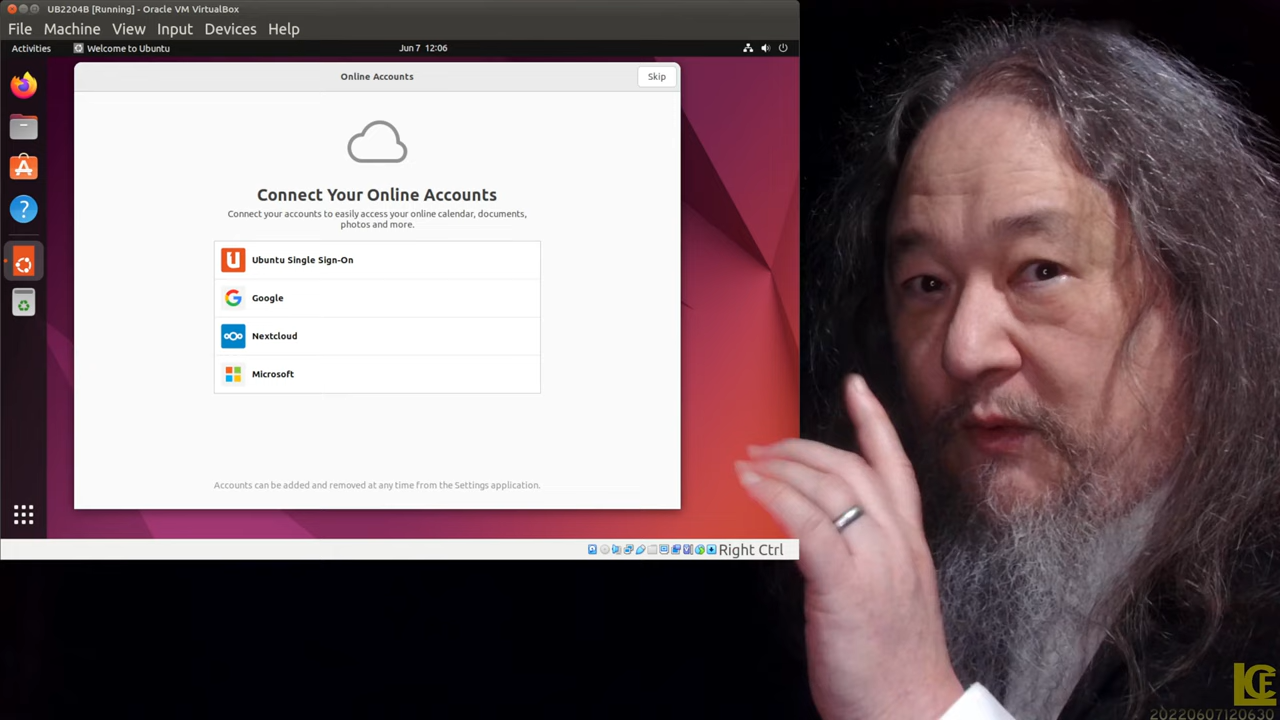 UB2204B [Running] - Oracle VM VirtualBox
File Machine View Input Devices Help
Activities Welcome to Ubuntu Jun 7 12:06
Online Accounts Skip
Connect Your Online Accounts
Connect your accounts to easily access your online calendar, documents,
photos and more.
Ubuntu Single Sign-On
Google
Nextcloud
Microsoft
Accounts can be added and removed at any time from the Settings application.
Right Ctrl
LCE
20220607120630